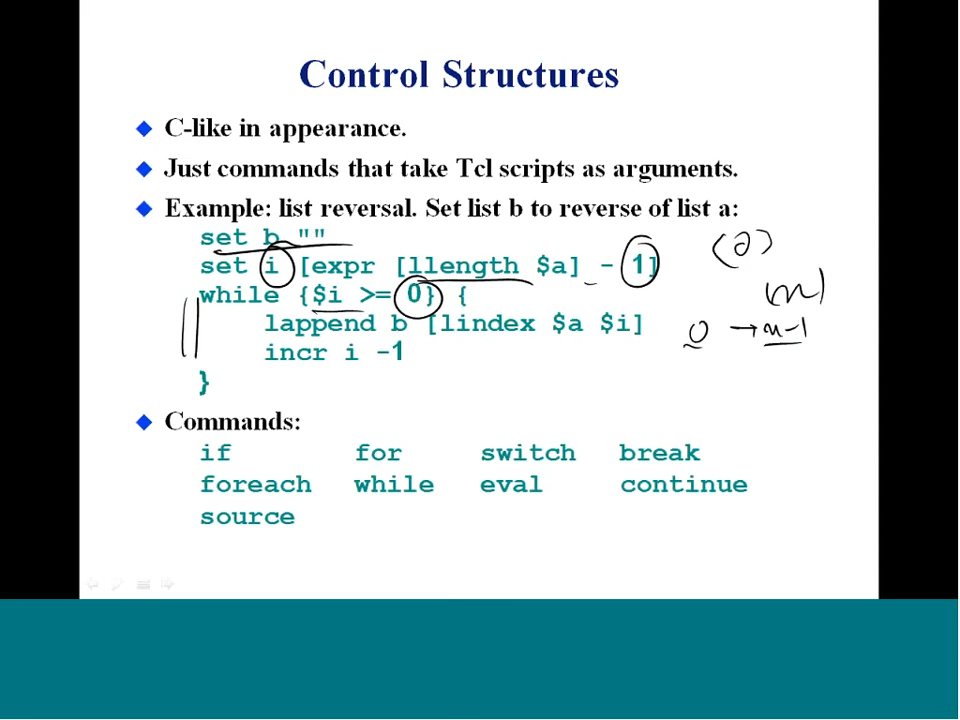 Control Structures
C-like in appearance.
Just commands that take Tcl scripts as arguments.
Example: list reversal. Set list b to reverse of list a:
set b ""
set i [expr [llength $a] - 1]
while {$i >= 0} {
lappend b [lindex $a $i]
incr i -1
}
0 → n-1
Commands:
if for switch break
foreach while eval continue
source